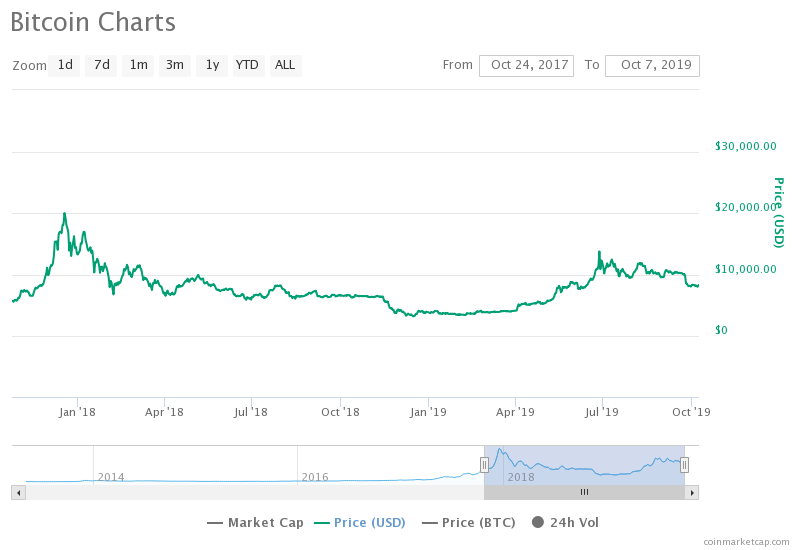 Bitcoin Charts
Zoom 1d 7d 1m 3m 1y YTD ALL From Oct 24, 2017 To Oct 7, 2019
$30,000.00
$20,000.00
$10,000.00
$0
Price (USD)
Jan '18 Apr '18 Jul '18 Oct '18 Jan '19 Apr '19 Jul '19 Oct '19
2014 2016 2018
Market Cap Price (USD) Price (BTC) 24h Vol
coinmarketcap.com